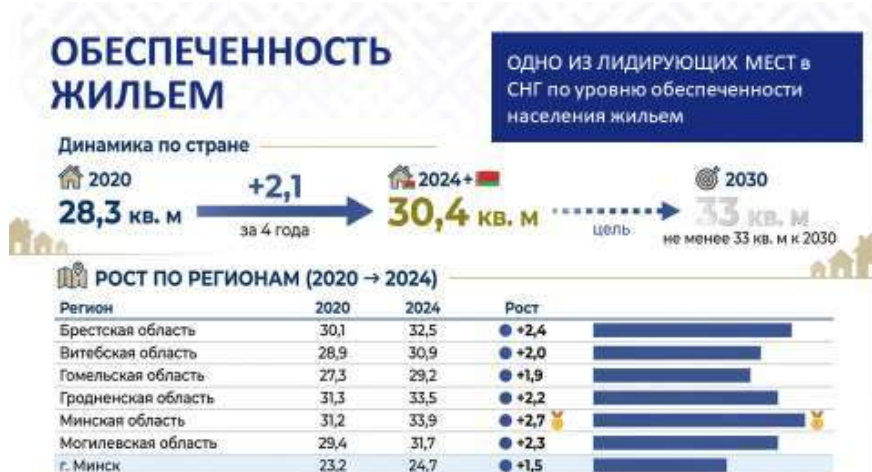 ОБЕСПЕЧЕННОСТЬ
ЖИЛЬЕМ
ОДНО ИЗ ЛИДИРУЮЩИХ МЕСТ в
СНГ по уровню обеспеченности
населения жильем
Динамика по стране
2020
28,3 кв. м
+2,1
за 4 года
2024+
30,4 кв. м
цель
2030
33 кв. м
не менее 33 кв. м к 2030
РОСТ ПО РЕГИОНАМ (2020 → 2024)
Регион 2020 2024 Рост
Брестская область 30,1 32,5 +2,4
Витебская область 28,9 30,9 +2,0
Гомельская область 27,3 29,2 +1,9
Гродненская область 31,3 33,5 +2,2
Минская область 31,2 33,9 +2,7
Могилевская область 29,4 31,7 +2,3
г. Минск 23,2 24,7 +1,5